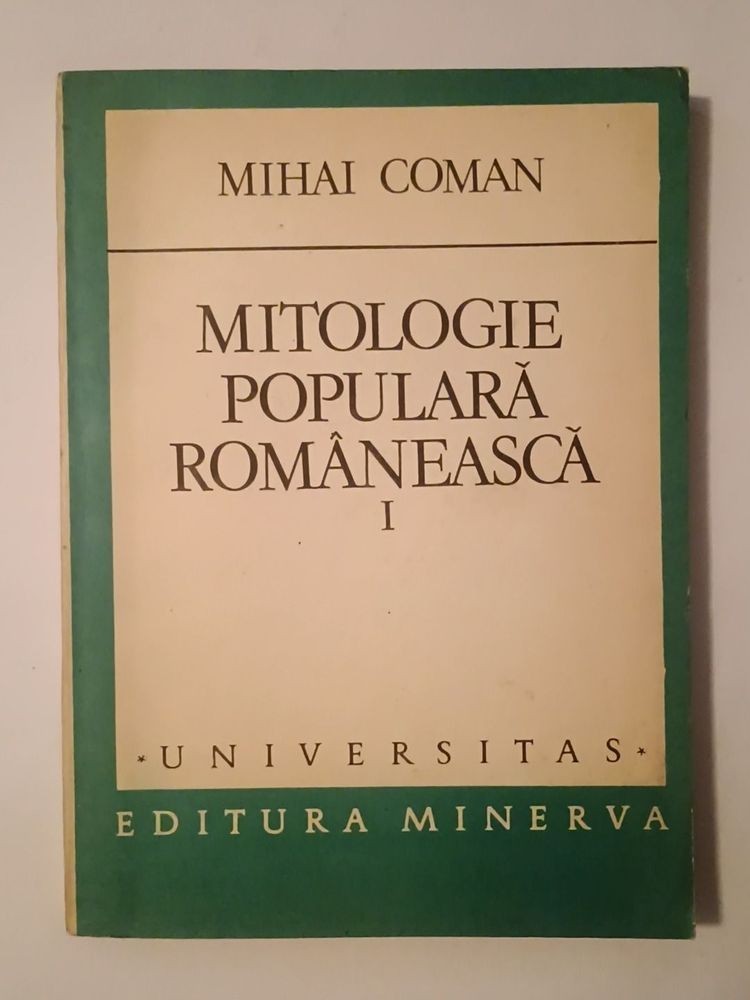 MIHAI COMAN
MITOLOGIE
POPULARĂ
ROMÂNEASCĂ
I
* UNIVERSITAS *
EDITURA MINERVA